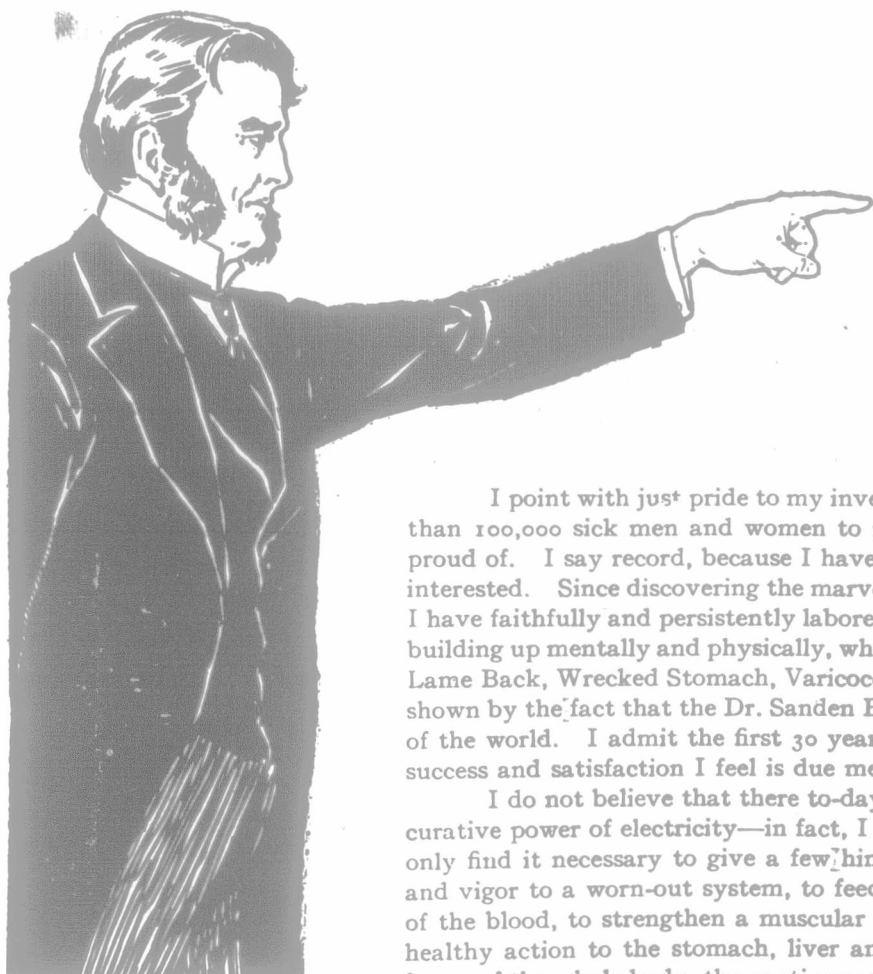 I point with just pride to my inve
than 100,000 sick men and women to
proud of. I say record, because I have
interested. Since discovering the marv
I have faithfully and persistently labore
building up mentally and physically, wh
Lame Back, Wrecked Stomach, Varicoc
shown by the fact that the Dr. Sanden E
of the world. I admit the first 30 year
success and satisfaction I feel is due me
I do not believe that there to-day
curative power of electricity—in fact, I
only find it necessary to give a few hin
and vigor to a worn-out system, to feed
of the blood, to strengthen a muscular
healthy action to the stomach, liver an